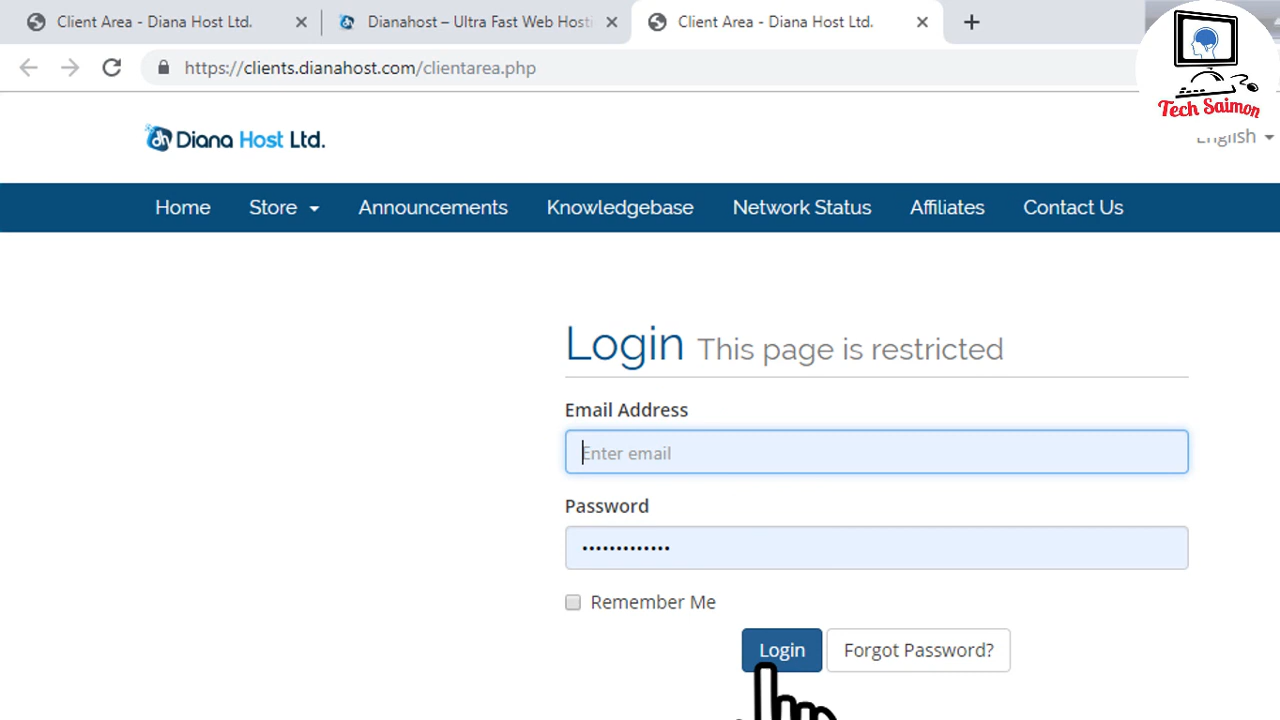 Client Area - Diana Host Ltd.
Dianahost – Ultra Fast Web Hosti
Client Area - Diana Host Ltd.
https://clients.dianahost.com/clientarea.php
Tech Saimon
Diana Host Ltd.
English
Home Store Announcements Knowledgebase Network Status Affiliates Contact Us
Login This page is restricted
Email Address
Enter email
Password
•••••••••••••
Remember Me
Login Forgot Password?